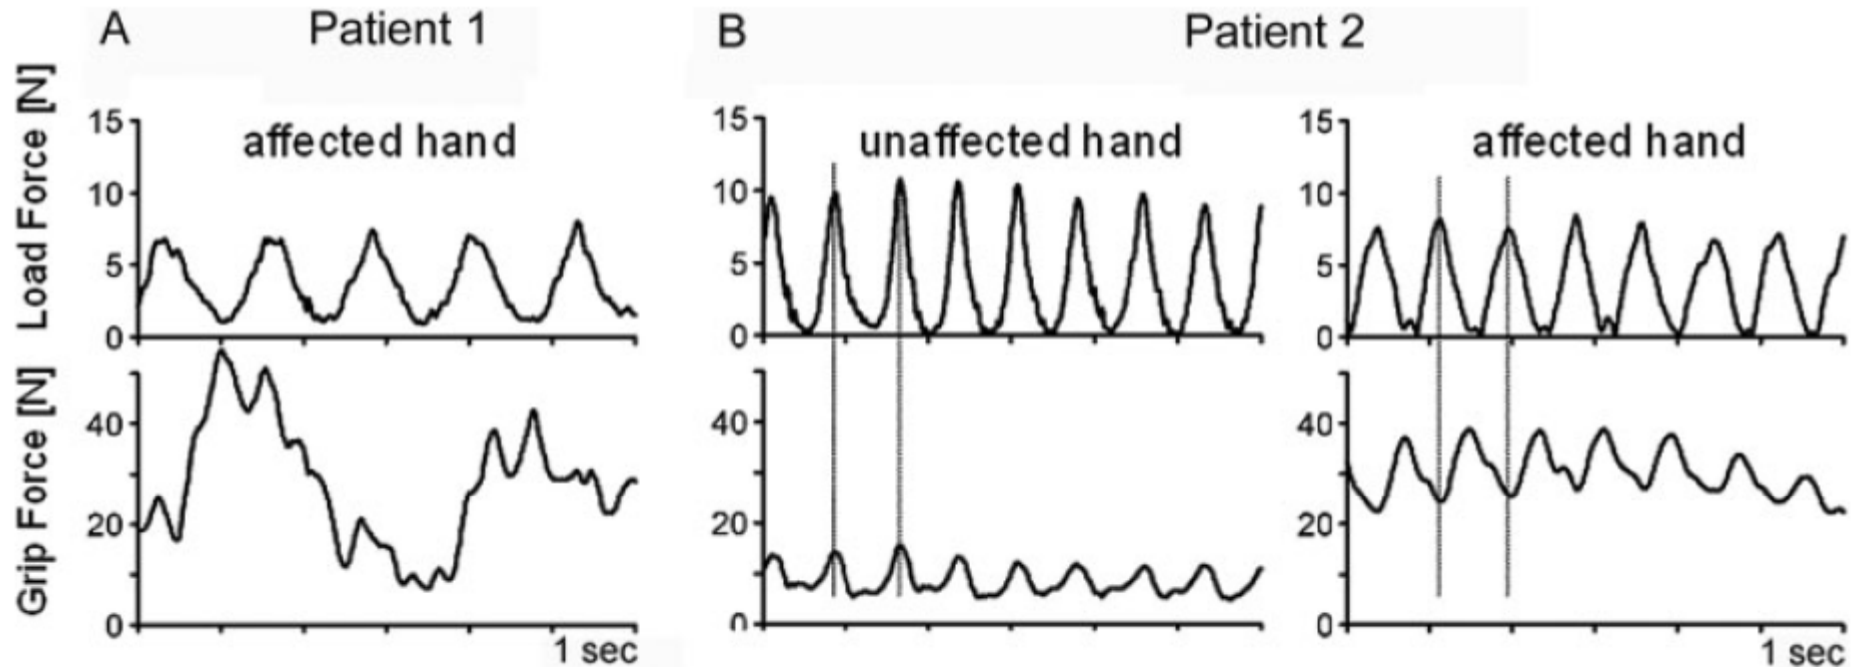 A Patient 1 B Patient 2
Load Force [N]
15 affected hand
10
5
0
15 unaffected hand
10
5
0
15 affected hand
10
5
0
Grip Force [N]
40
20
0
1 sec
40
20
0
40
20
0
1 sec